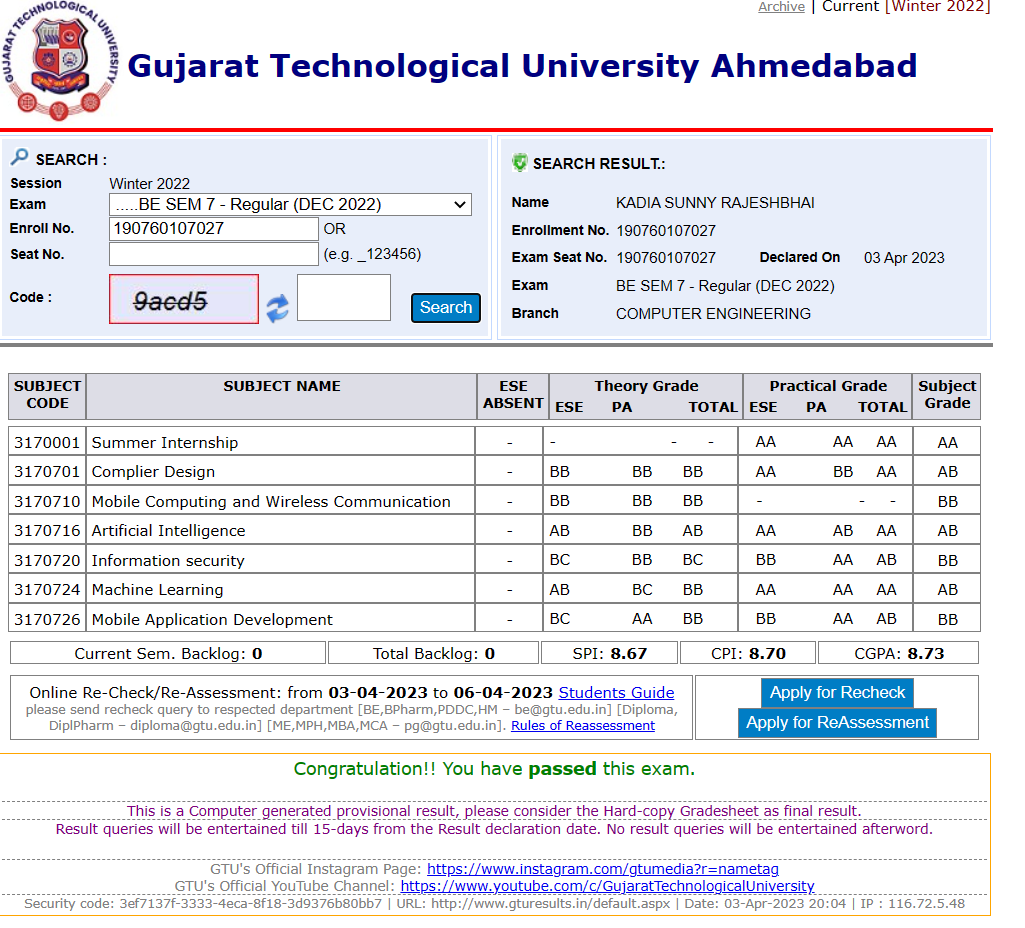 GUJARAT TECHNOLOGICAL UNIVERSITY
Archive | Current [Winter 2022]
Gujarat Technological University Ahmedabad
SEARCH :
Session Winter 2022
Exam .....BE SEM 7 - Regular (DEC 2022)
Enroll No. 190760107027 OR
Seat No. (e.g. _123456)
Code : 9acd5 Search
SEARCH RESULT.:
Name KADIA SUNNY RAJESHBHAI
Enrollment No. 190760107027
Exam Seat No. 190760107027 Declared On 03 Apr 2023
Exam BE SEM 7 - Regular (DEC 2022)
Branch COMPUTER ENGINEERING
SUBJECT CODE SUBJECT NAME ESE ABSENT Theory Grade Practical Grade Subject Grade
ESE PA TOTAL ESE PA TOTAL
3170001 Summer Internship - - - - AA AA AA AA
3170701 Complier Design - BB BB BB AA BB AA AB
3170710 Mobile Computing and Wireless Communication - BB BB BB - - - BB
3170716 Artificial Intelligence - AB BB AB AA AB AA AB
3170720 Information security - BC BB BC BB AA AB BB
3170724 Machine Learning - AB BC BB AA AA AA AB
3170726 Mobile Application Development - BC AA BB BB AA AB BB
Current Sem. Backlog: 0 Total Backlog: 0 SPI: 8.67 CPI: 8.70 CGPA: 8.73
Online Re-Check/Re-Assessment: from 03-04-2023 to 06-04-2023 Students Guide
please send recheck query to respected department [BE,BPharm,PDDC,HM – be@gtu.edu.in] [Diploma,
DiplPharm – diploma@gtu.edu.in] [ME,MPH,MBA,MCA – pg@gtu.edu.in]. Rules of Reassessment
Apply for Recheck
Apply for ReAssessment
Congratulation!! You have passed this exam.
This is a Computer generated provisional result, please consider the Hard-copy Gradesheet as final result.
Result queries will be entertained till 15-days from the Result declaration date. No result queries will be entertained afterword.
GTU's Official Instagram Page: https://www.instagram.com/gtumedia?r=nametag
GTU's Official YouTube Channel: https://www.youtube.com/c/GujaratTechnologicalUniversity
Security code: 3ef7137f-3333-4eca-8f18-3d9376b80bb7 | URL: http://www.gturesults.in/default.aspx | Date: 03-Apr-2023 20:04 | IP : 116.72.5.48